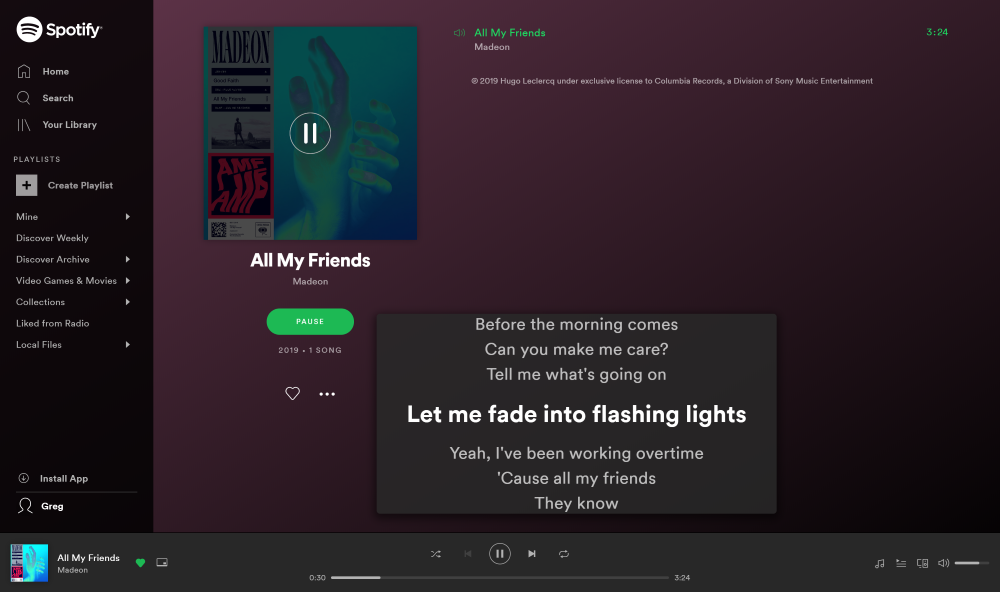 Spotify
Home
Search
Your Library
PLAYLISTS
Create Playlist
Mine
Discover Weekly
Discover Archive
Video Games & Movies
Collections
Liked from Radio
Local Files
Install App
Greg
MADEON
Good Faith
All My Friends
All My Friends
Madeon
PAUSE
2019 • 1 SONG
All My Friends
3:24
Madeon
℗ 2019 Hugo Leclercq under exclusive license to Columbia Records, a Division of Sony Music Entertainment
Before the morning comes
Can you make me care?
Tell me what's going on
Let me fade into flashing lights
Yeah, I've been working overtime
'Cause all my friends
They know
All My Friends
Madeon
0:30
3:24